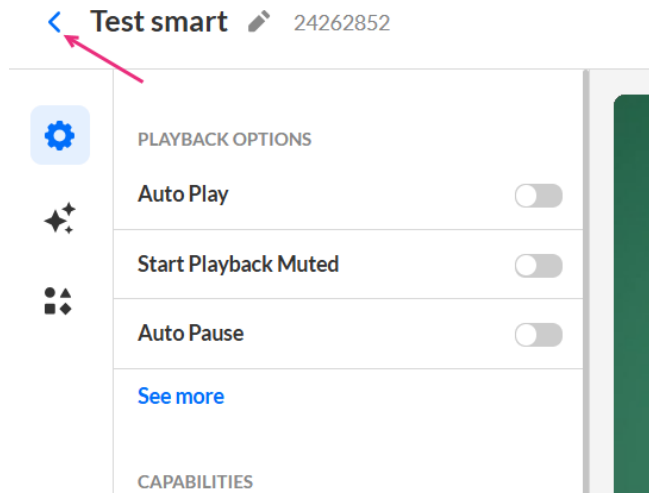 Test smart 24262852
PLAYBACK OPTIONS
Auto Play
Start Playback Muted
Auto Pause
See more
CAPABILITIES